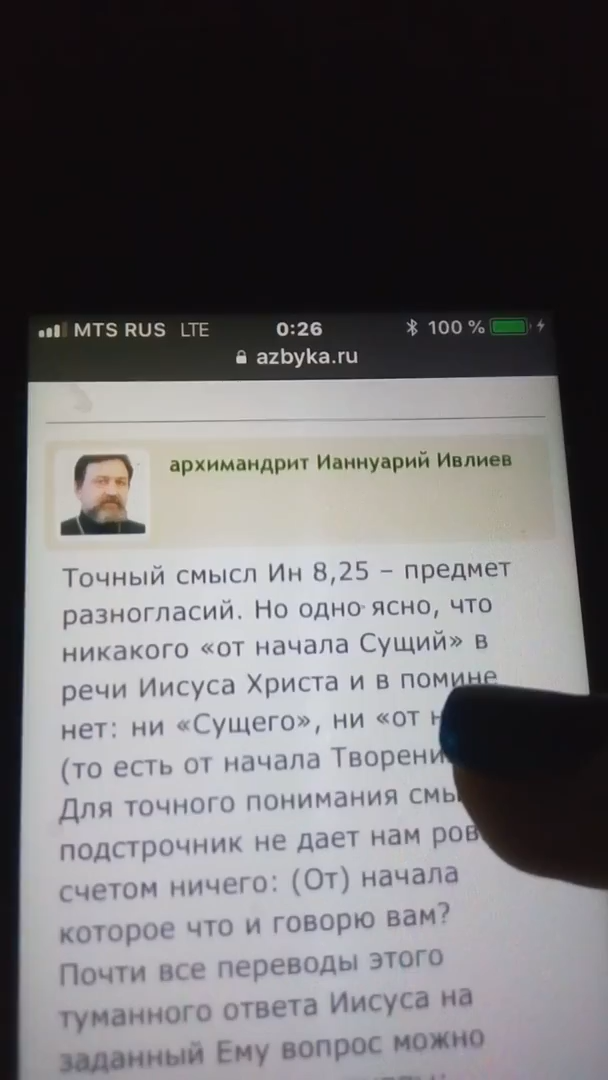 MTS RUS LTE 0:26 100 %
azbyka.ru
архимандрит Ианнуарий Ивлиев
Точный смысл Ин 8,25 – предмет
разногласий. Но одно ясно, что
никакого «от начала Сущий» в
речи Иисуса Христа и в помине
нет: ни «Сущего», ни «от
(то есть от начала
Для точного понимания
подстрочник не дает нам
счетом ничего: (От) начала
которое что и говорю вам?
Почти все переводы этого
туманного ответа Иисуса на
заданный Ему вопрос можно